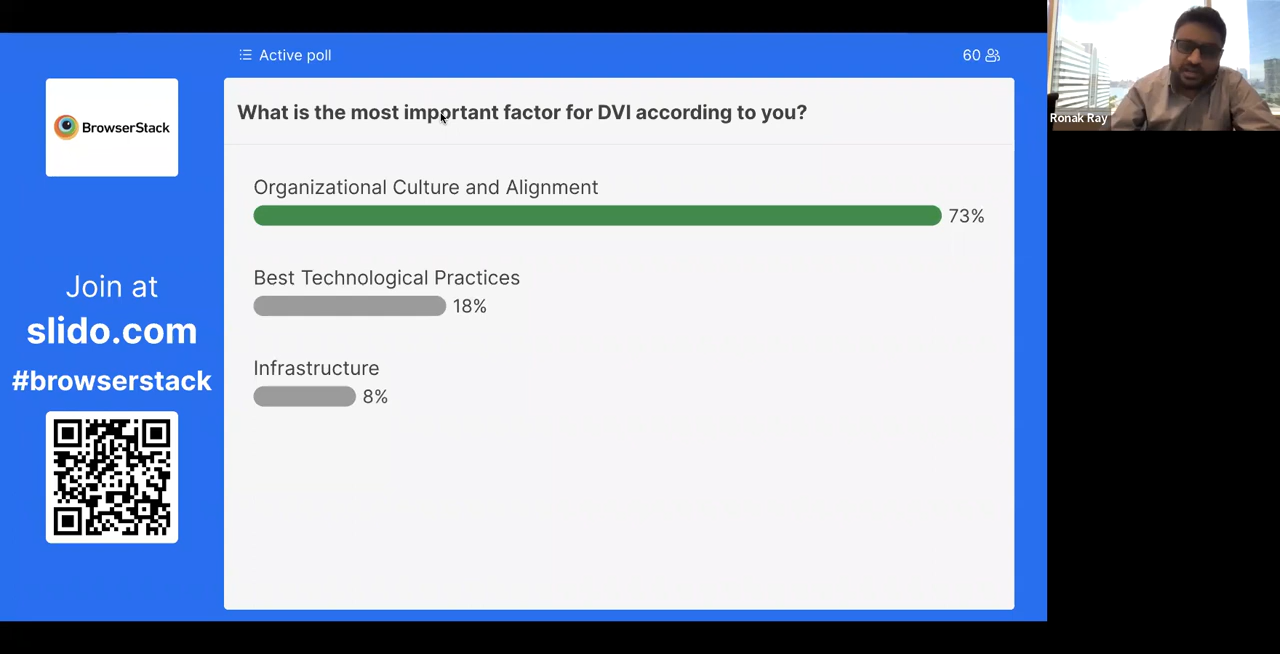 Active poll
60
BrowserStack
What is the most important factor for DVI according to you?
Organizational Culture and Alignment
73%
Best Technological Practices
18%
Infrastructure
8%
Join at
slido.com
#browserstack
Ronak Ray